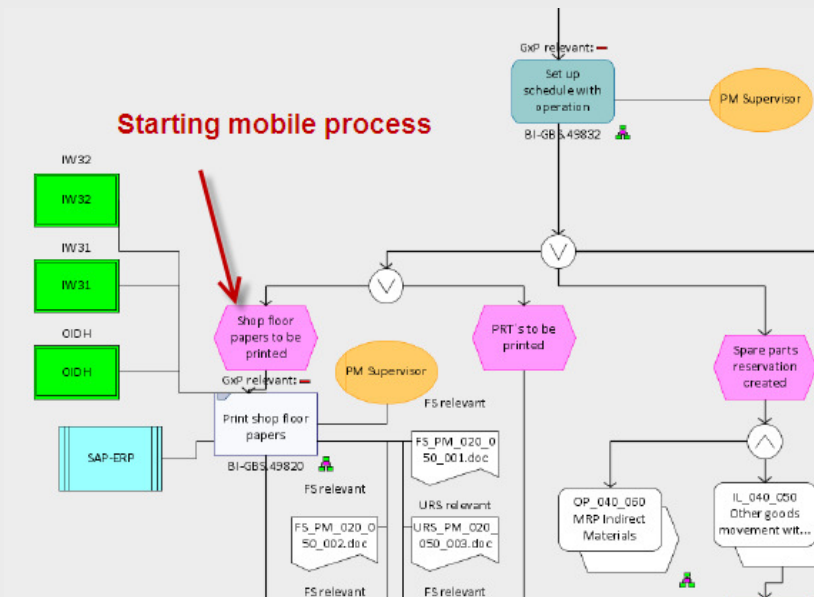 GxP relevant:
Set up
schedule with
operation
PM Supervisor
BI-GBS.49832
Starting mobile process
IW32
IW32
IW31
IW31
OIDH
OIDH
Shop floor
papers to be
printed
PRT`s to be
printed
Spare parts
reservation
created
GxP relevant:
PM Supervisor
FS relevant
Print shop floor
papers
SAP-ERP
BI-GBS.49820
FS_PM_020_0
50_001.doc
FS relevant
URS relevant
FS_PM_020_0
50_002.doc
URS_PM_020_
050_003.doc
OP_040_060
MRP Indirect
Materials
IL_040_050
Other goods
movement wit...
FS relevant
FS relevant